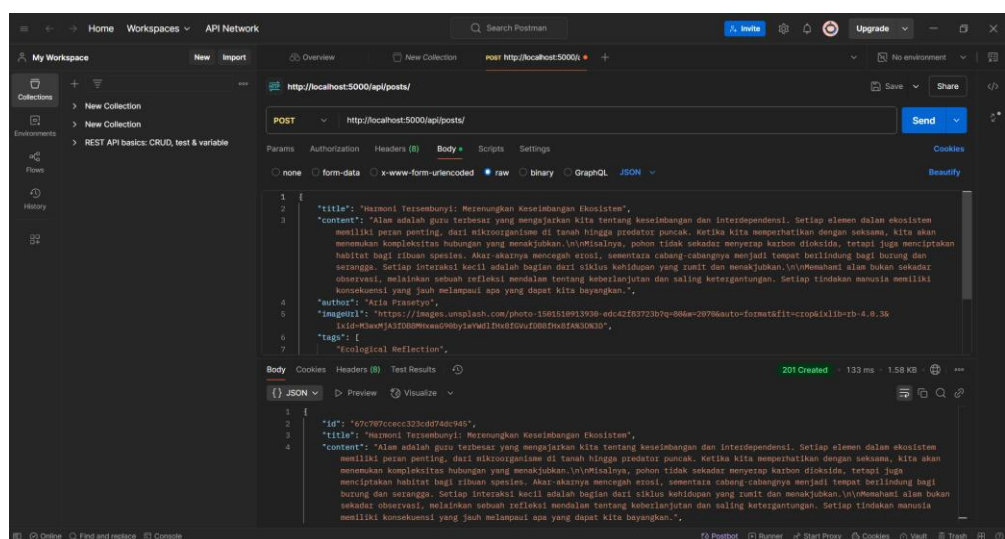 Home Workspaces API Network Search Postman Invite Upgrade
My Workspace New Import Overview New Collection POST http://localhost:5000/a No environment
Collections
New Collection
New Collection
REST API basics: CRUD, test & variable
Environments
Flows
History
http://localhost:5000/api/posts/ Save Share
POST http://localhost:5000/api/posts/ Send
Params Authorization Headers (8) Body Scripts Settings Cookies
none form-data x-www-form-urlencoded raw binary GraphQL JSON Beautify
1 {
2 "title": "Harmoni Tersembunyi: Merenungkan Keseimbangan Ekosistem",
3 "content": "Alam adalah guru terbesar yang mengajarkan kita tentang keseimbangan dan interdependensi. Setiap elemen dalam ekosistem
memiliki peran penting, dari mikroorganisme di tanah hingga predator puncak. Ketika kita memperhatikan dengan seksama, kita akan
menemukan kompleksitas hubungan yang menakjubkan.\n\nMisalnya, pohon tidak sekadar menyerap karbon dioksida, tetapi juga menciptakan
habitat bagi ribuan spesies. Akar-akarnya mencegah erosi, sementara cabang-cabangnya menjadi tempat berlindung bagi burung dan
serangga. Setiap interaksi kecil adalah bagian dari siklus kehidupan yang rumit dan menakjubkan.\n\nMemahami alam bukan sekadar
observasi, melainkan sebuah refleksi mendalam tentang keberlanjutan dan saling ketergantungan. Setiap tindakan manusia memiliki
konsekuensi yang jauh melampaui apa yang dapat kita bayangkan.",
4 "author": "Aria Prasetyo",
5 "imageUrl": "https://images.unsplash.com/photo-1501510913930-edc42f83723b?q=80&w=2070&auto=format&fit=crop&ixlib=rb-4.0.3&
6 "tags": [
7 "Ecological Reflection",
Body Cookies Headers (8) Test Results 201 Created 133 ms 1.58 KB
{} JSON Preview Visualize
1 {
2 "id": "67c707ccecc323cdd74dc945",
3 "title": "Harmoni Tersembunyi: Merenungkan Keseimbangan Ekosistem",
4 "content": "Alam adalah guru terbesar yang mengajarkan kita tentang keseimbangan dan interdependensi. Setiap elemen dalam ekosistem
memiliki peran penting, dari mikroorganisme di tanah hingga predator puncak. Ketika kita memperhatikan dengan seksama, kita akan
menemukan kompleksitas hubungan yang menakjubkan.\n\nMisalnya, pohon tidak sekadar menyerap karbon dioksida, tetapi juga
menciptakan habitat bagi ribuan spesies. Akar-akarnya mencegah erosi, sementara cabang-cabangnya menjadi tempat berlindung bagi
burung dan serangga. Setiap interaksi kecil adalah bagian dari siklus kehidupan yang rumit dan menakjubkan.\n\nMemahami alam bukan
sekadar observasi, melainkan sebuah refleksi mendalam tentang keberlanjutan dan saling ketergantungan. Setiap tindakan manusia
memiliki konsekuensi yang jauh melampaui apa yang dapat kita bayangkan.",
Online Find and replace Console Postbot Runner Start Proxy Cookies Vault Trash